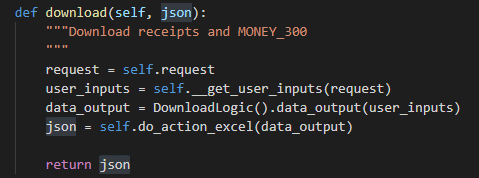 def download(self, json):
"""Download receipts and MONEY_300
"""
request = self.request
user_inputs = self.__get_user_inputs(request)
data_output = DownloadLogic().data_output(user_inputs)
json = self.do_action_excel(data_output)
return json